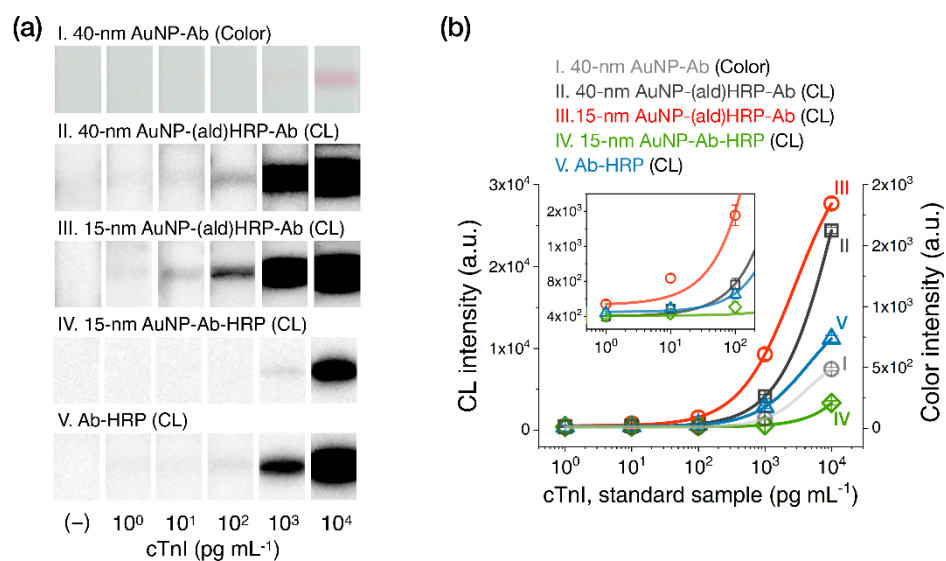 (a)
I. 40-nm AuNP-Ab (Color)
II. 40-nm AuNP-(ald)HRP-Ab (CL)
III. 15-nm AuNP-(ald)HRP-Ab (CL)
IV. 15-nm AuNP-Ab-HRP (CL)
V. Ab-HRP (CL)
(−) 10⁰ 10¹ 10² 10³ 10⁴
cTnI (pg mL⁻¹)
(b)
I. 40-nm AuNP-Ab (Color)
II. 40-nm AuNP-(ald)HRP-Ab (CL)
III.15-nm AuNP-(ald)HRP-Ab (CL)
IV. 15-nm AuNP-Ab-HRP (CL)
V. Ab-HRP (CL)
CL intensity (a.u.)
3x10⁴
2x10⁴
1x10⁴
0
2x10³
1x10³
8x10²
4x10²
10⁰ 10¹ 10²
III
II
V
I
IV
2x10³
2x10³
1x10³
5x10²
0
Color intensity (a.u.)
10⁰ 10¹ 10² 10³ 10⁴
cTnI, standard sample (pg mL⁻¹)